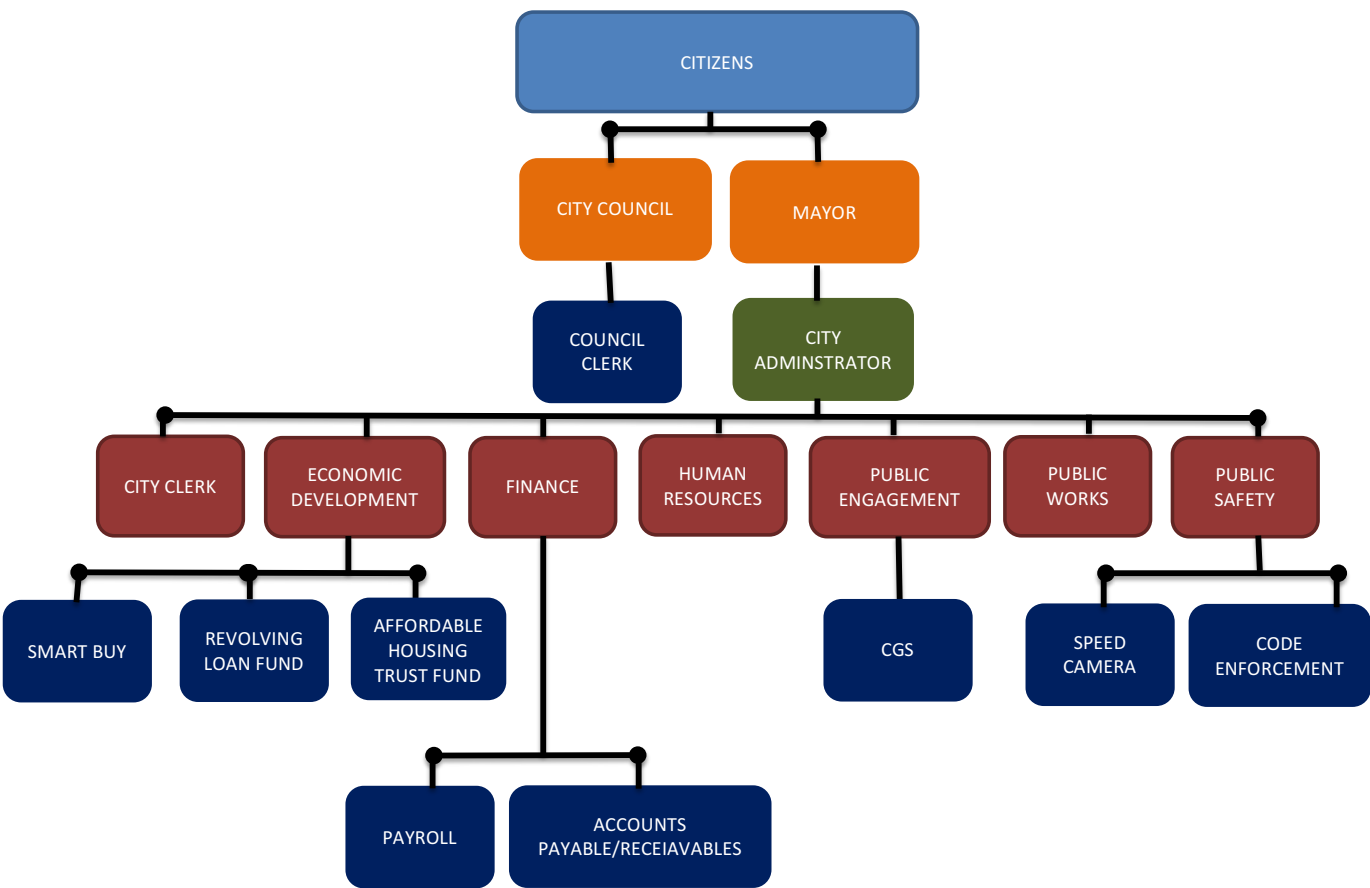 CITIZENS
CITY COUNCIL
MAYOR
COUNCIL
CLERK
CITY
ADMINSTRATOR
CITY CLERK
ECONOMIC
DEVELOPMENT
FINANCE
HUMAN
RESOURCES
PUBLIC
ENGAGEMENT
PUBLIC
WORKS
PUBLIC
SAFETY
SMART BUY
REVOLVING
LOAN FUND
AFFORDABLE
HOUSING
TRUST FUND
CGS
SPEED
CAMERA
CODE
ENFORCEMENT
PAYROLL
ACCOUNTS
PAYABLE/RECEIAVABLES